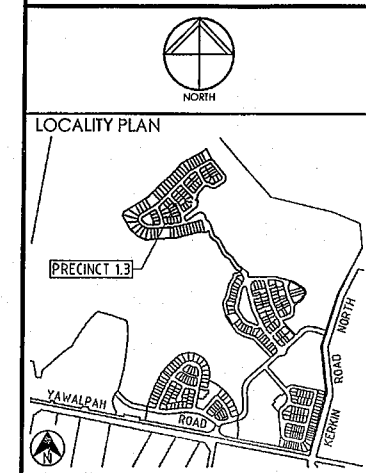 NORTH
LOCALITY PLAN
PRECINCT 1.3
YAWALPAH ROAD
KERKIN ROAD NORTH
N